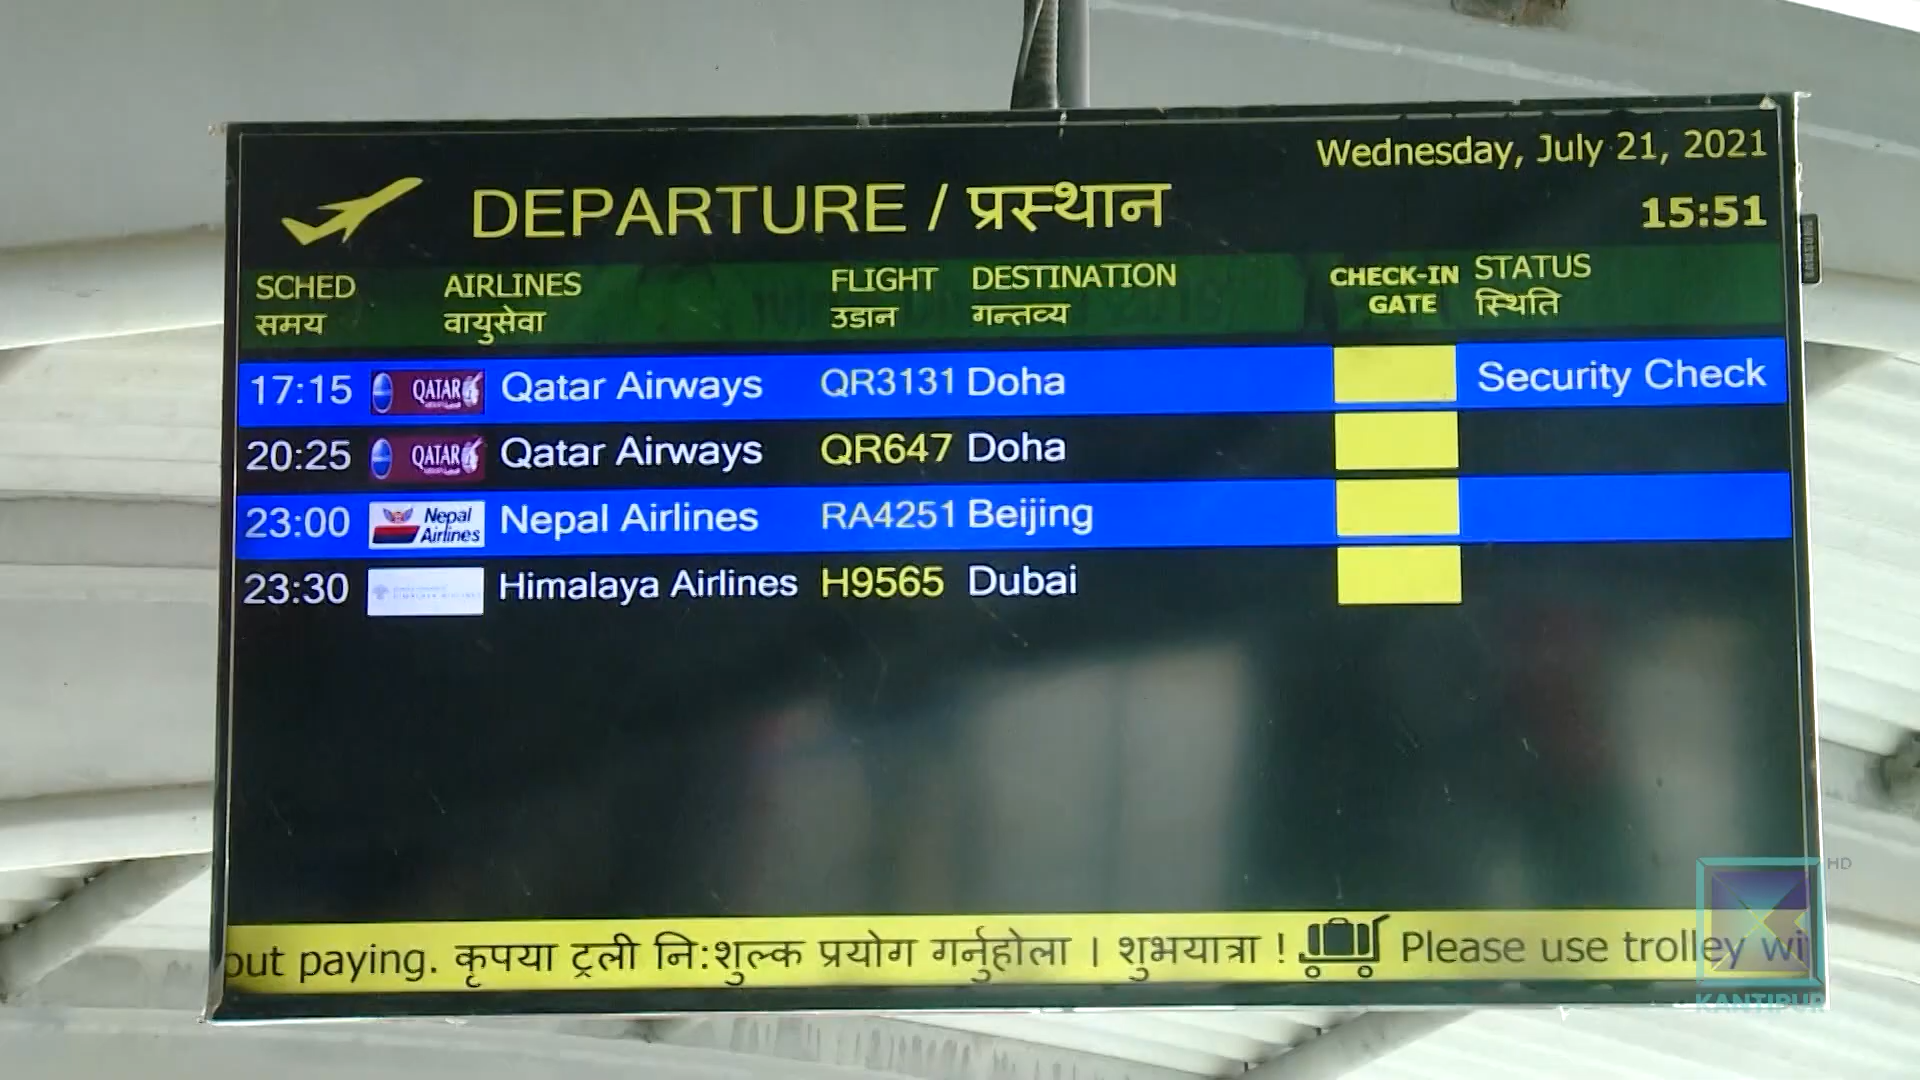 Wednesday, July 21, 2021
DEPARTURE / प्रस्थान
15:51
SCHED AIRLINES FLIGHT DESTINATION CHECK-IN GATE STATUS
समय वायुसेवा उडान गन्तव्य स्थिति
17:15 QATAR Qatar Airways QR3131 Doha Security Check
20:25 QATAR Qatar Airways QR647 Doha
23:00 Nepal Airlines Nepal Airlines RA4251 Beijing
23:30 HIMALAYA AIRLINES Himalaya Airlines H9565 Dubai
out paying. कृपया ट्रली नि:शुल्क प्रयोग गर्नुहोला । शुभयात्रा ! Please use trolley wi
HD
KANTIPUR